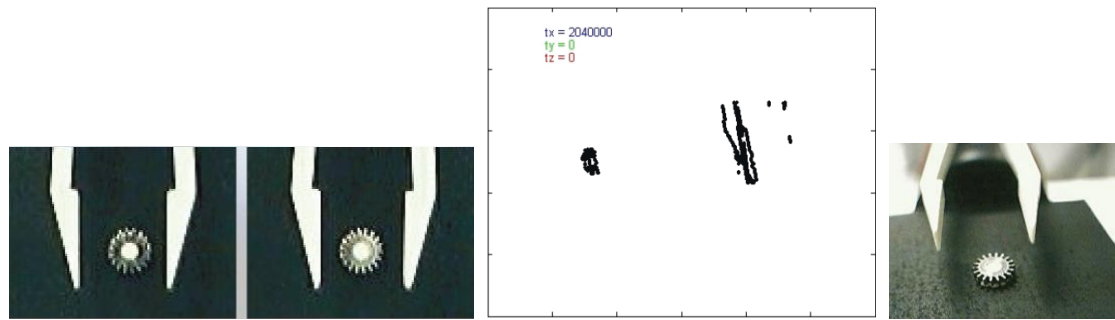 tx = 2040000
ty = 0
tz = 0